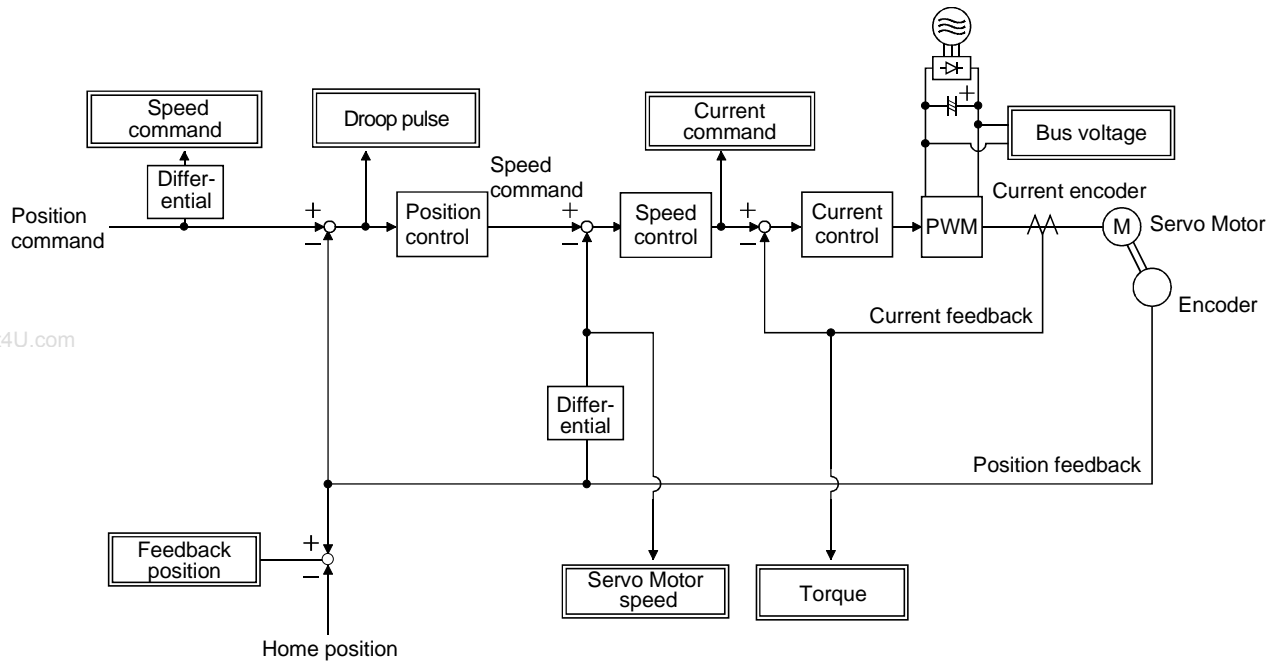 Speed
command
Droop pulse
Current
command
+
Bus voltage
Differ-
ential
Speed
command
Current encoder
Position
command
+
−
Position
control
+
−
Speed
control
+
−
Current
control
PWM
M
Servo Motor
Encoder
Current feedback
4U.com
Differ-
ential
Position feedback
Feedback
position
+
−
Servo Motor
speed
Torque
Home position